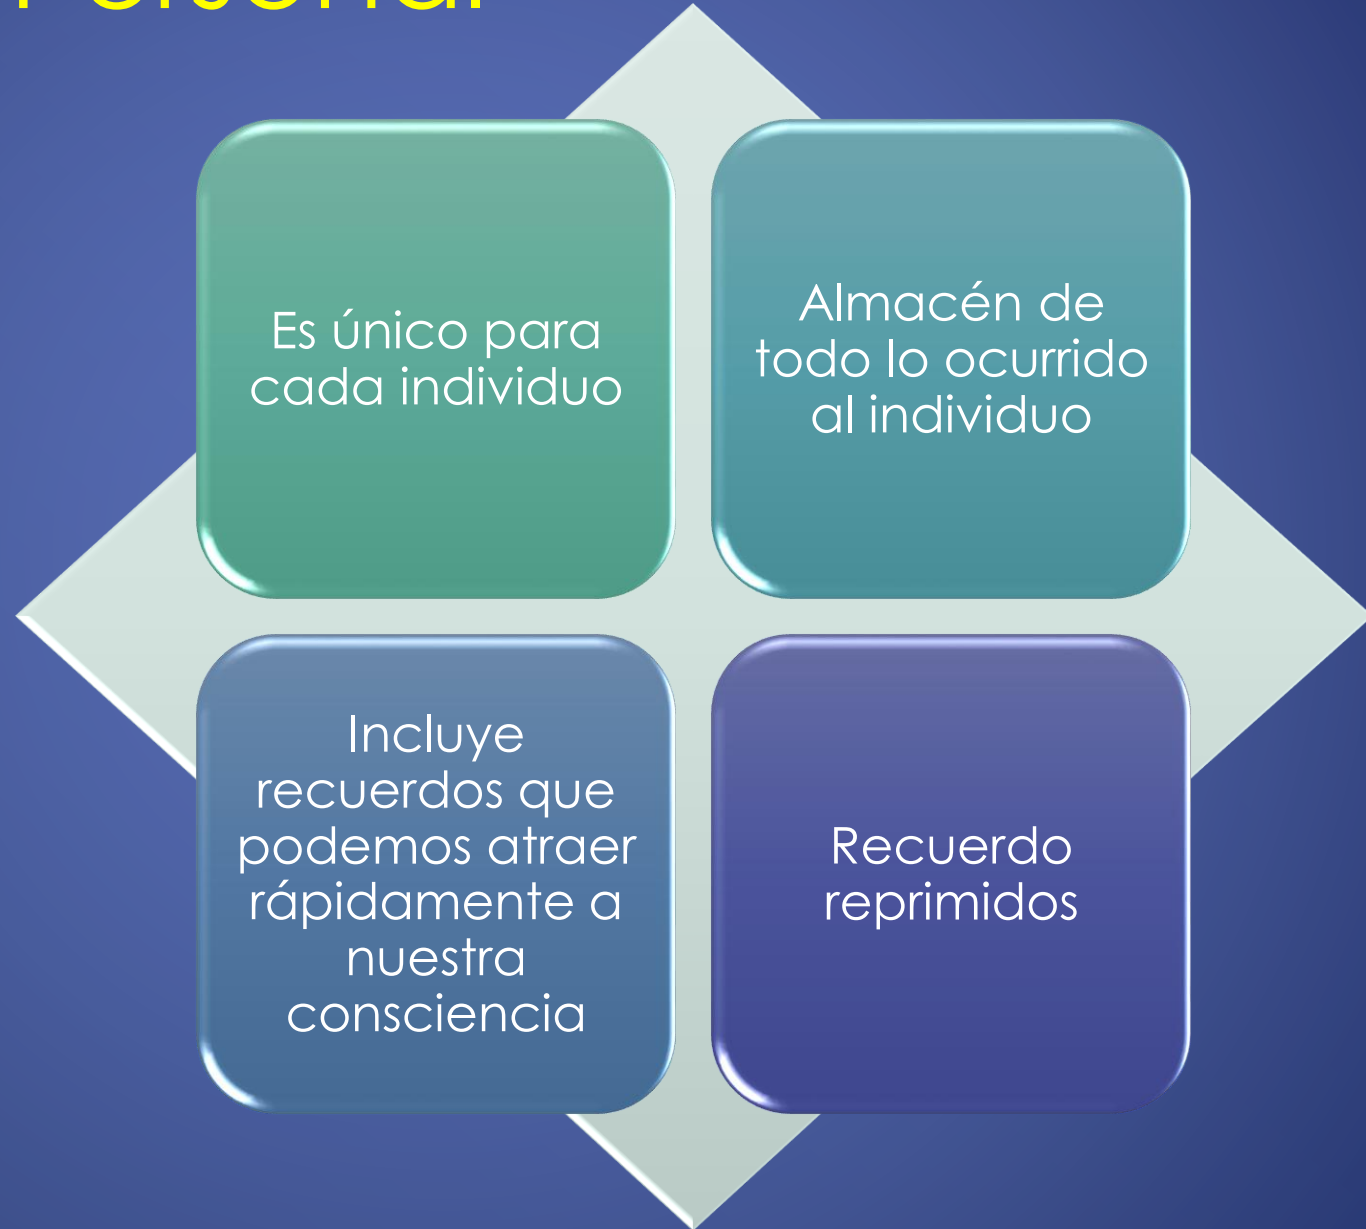 Personal
Es único para
cada individuo
Almacén de
todo lo ocurrido
al individuo
Incluye
recuerdos que
podemos atraer
rápidamente a
nuestra
consciencia
Recuerdo
reprimidos